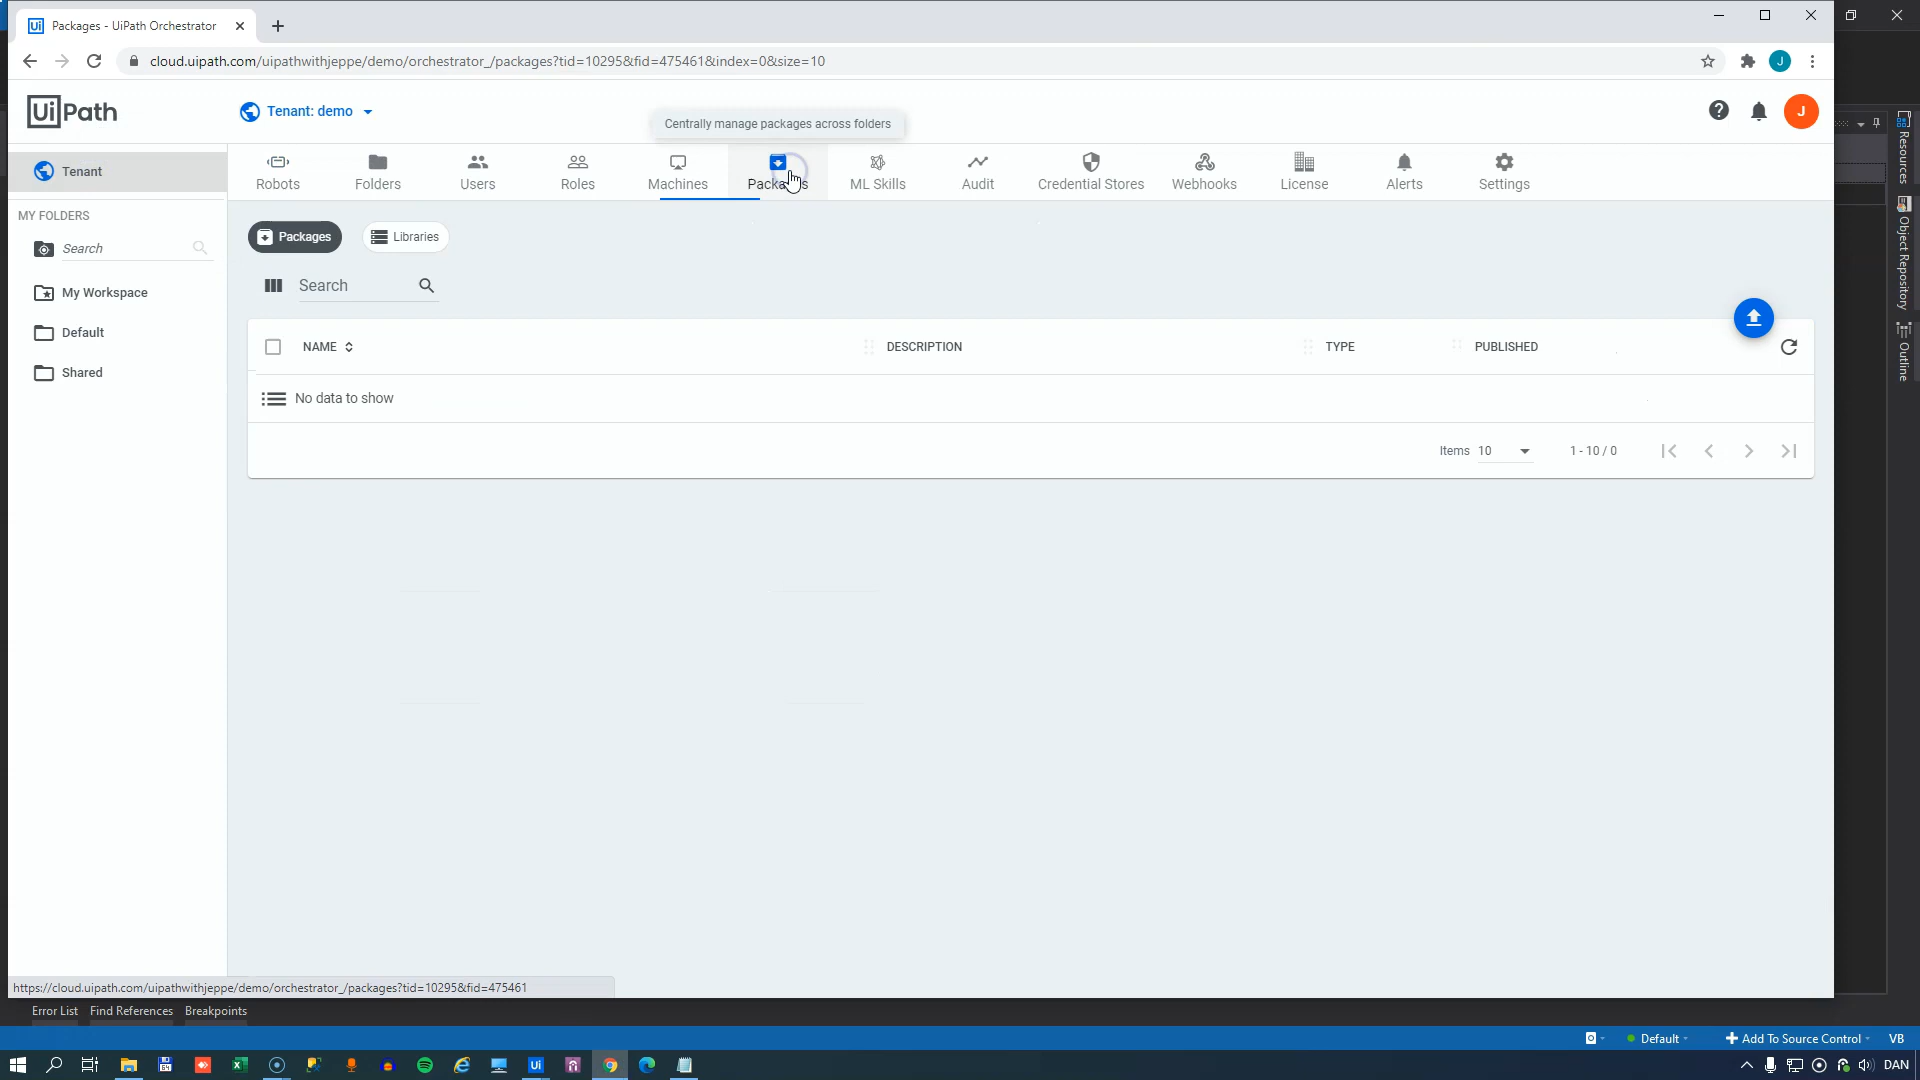 Packages - UiPath Orchestrator
cloud.uipath.com/uipathwithjeppe/demo/orchestrator_/packages?tid=10295&fid=475461&index=0&size=10
J
UiPath
Tenant: demo
Centrally manage packages across folders
J
Tenant
Robots
Folders
Users
Roles
Machines
Packages
ML Skills
Audit
Credential Stores
Webhooks
License
Alerts
Settings
MY FOLDERS
Search
My Workspace
Default
Shared
Packages
Libraries
Search
NAME
DESCRIPTION
TYPE
PUBLISHED
No data to show
Items 10
1 - 10 / 0
Resources
Object Repository
Outline
https://cloud.uipath.com/uipathwithjeppe/demo/orchestrator_/packages?tid=10295&fid=475461
Error List
Find References
Breakpoints
Default
Add To Source Control
VB
Ui
DAN